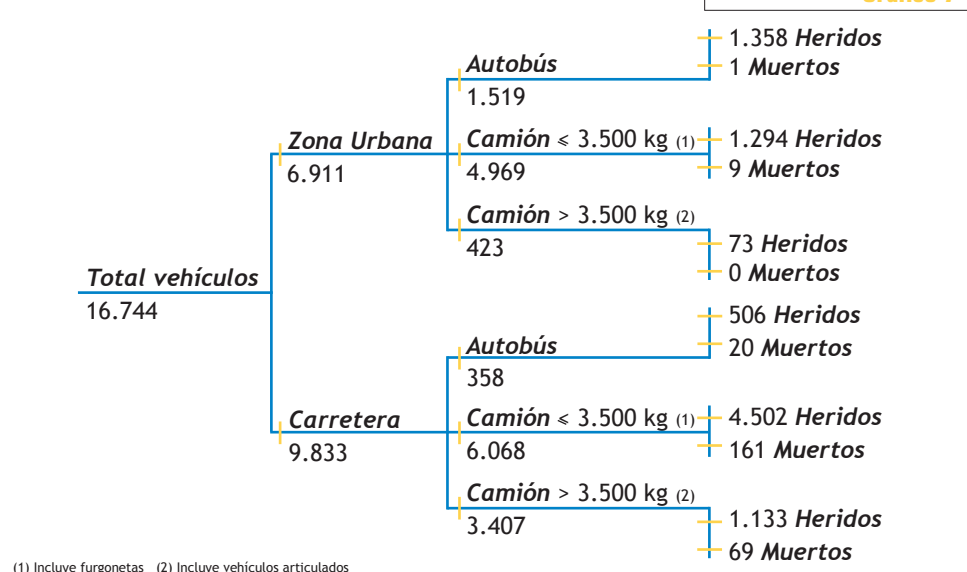 1.358 Heridos
1 Muertos
Autobús
1.519
Zona Urbana
6.911
Camión ≤ 3.500 kg (1)
4.969
1.294 Heridos
9 Muertos
Camión > 3.500 kg (2)
423
73 Heridos
0 Muertos
Total vehículos
16.744
506 Heridos
20 Muertos
Autobús
358
Carretera
9.833
Camión ≤ 3.500 kg (1)
6.068
4.502 Heridos
161 Muertos
Camión > 3.500 kg (2)
3.407
1.133 Heridos
69 Muertos
(1) Incluye furgonetas (2) Incluye vehículos articulados